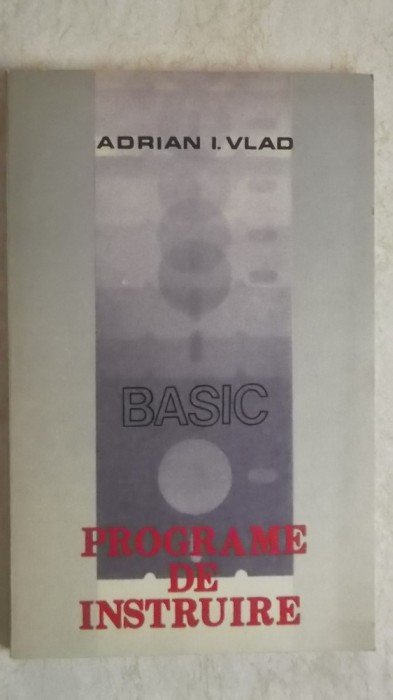 ADRIAN I. VLAD
BASIC
PROGRAME
DE
INSTRUIRE